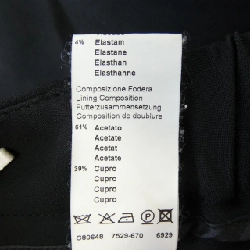 4% Elastam
Elastane
Elasthan
Elasthanne
Composizione Fodera
Lining Composition
Futterzusammensetzung
Composition de doublure
61% Acetato
Acetate
Acetat
Acetate
39% Cupro
Cupro
Cupro
Cupro
7529-670 6929